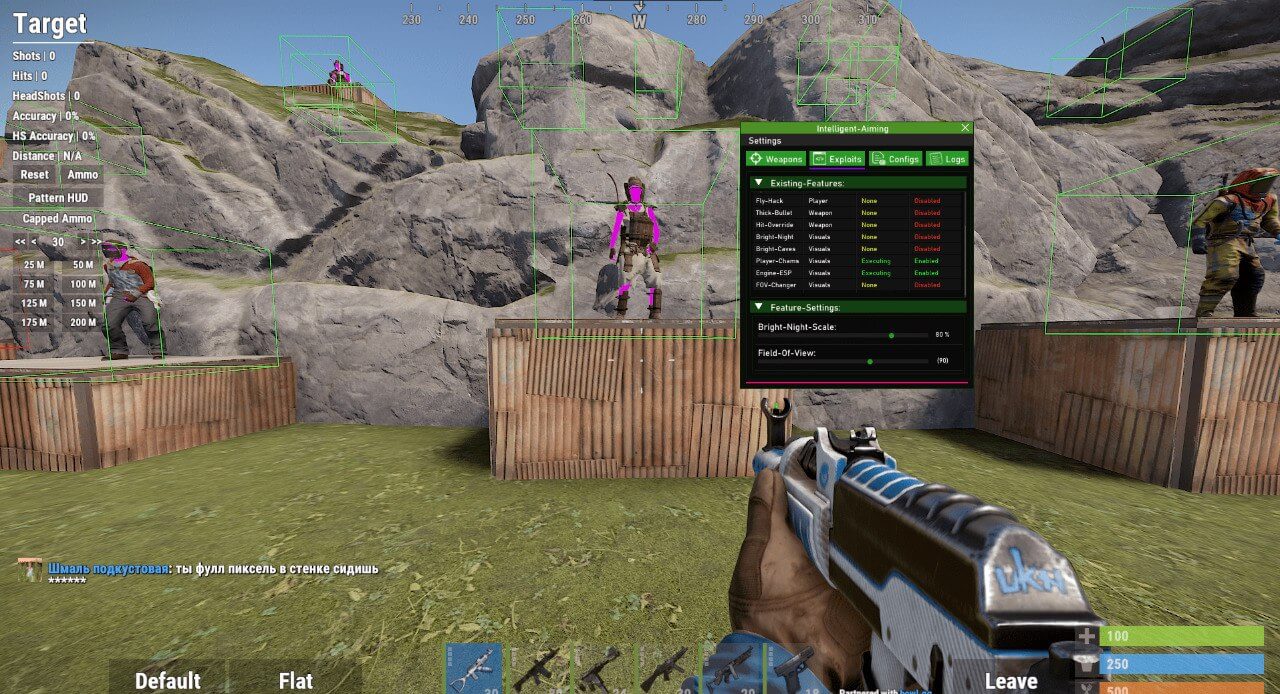 230 240 250 260 W 280 290 300 310
Target
Shots | 0
Hits | 0
HeadShots | 0
Accuracy | 0%
HS Accuracy | 0%
Distance | N/A
Reset Ammo
Pattern HUD
Capped Ammo
<< < 30 > >>
25 M 50 M
75 M 100 M
125 M 150 M
175 M 200 M
Intelligent-Aiming
Settings
Weapons Exploits Configs Logs
Existing-Features:
Fly-Hack Player None Disabled
Thick-Bullet Weapon None Disabled
Hit-Override Weapon None Disabled
Bright-Night Visuals None Disabled
Bright-Caves Visuals None Disabled
Player-Chams Visuals Executing Enabled
Engine-ESP Visuals Executing Enabled
FOV-Changer Visuals None Disabled
Feature-Settings:
Bright-Night-Scale:
80 %
Field-Of-View:
(90)
Шмаль подкустовая: ты фулл пиксель в стенке сидишь
******
ukn
100
250
500
Default Flat Leave
Partnered with